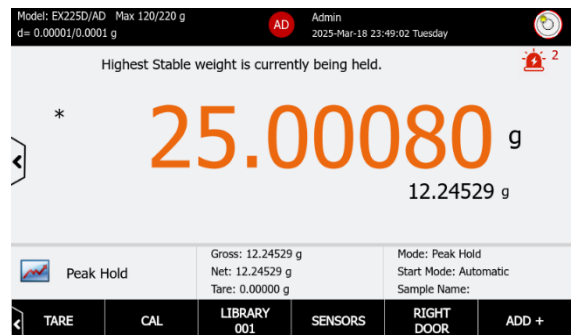 Model: EX225D/AD Max 120/220 g
d= 0.00001/0.0001 g
AD
Admin
2025-Mar-18 23:49:02 Tuesday
Highest Stable weight is currently being held.
2
*
25.00080 g
12.24529 g
Peak Hold
Gross: 12.24529 g
Net: 12.24529 g
Tare: 0.00000 g
Mode: Peak Hold
Start Mode: Automatic
Sample Name:
TARE
CAL
LIBRARY
001
SENSORS
RIGHT
DOOR
ADD +